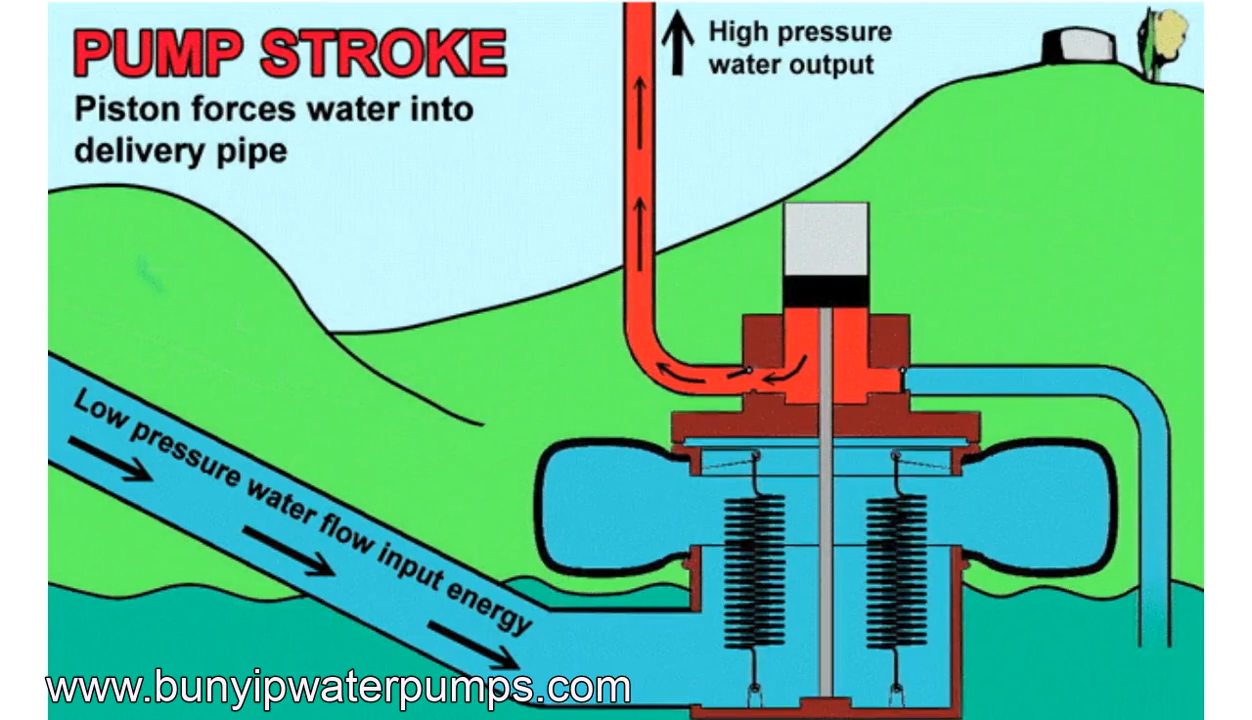 PUMP STROKE
Piston forces water into
delivery pipe
High pressure
water output
Low pressure water flow input energy
www.bunyipwaterpumps.com